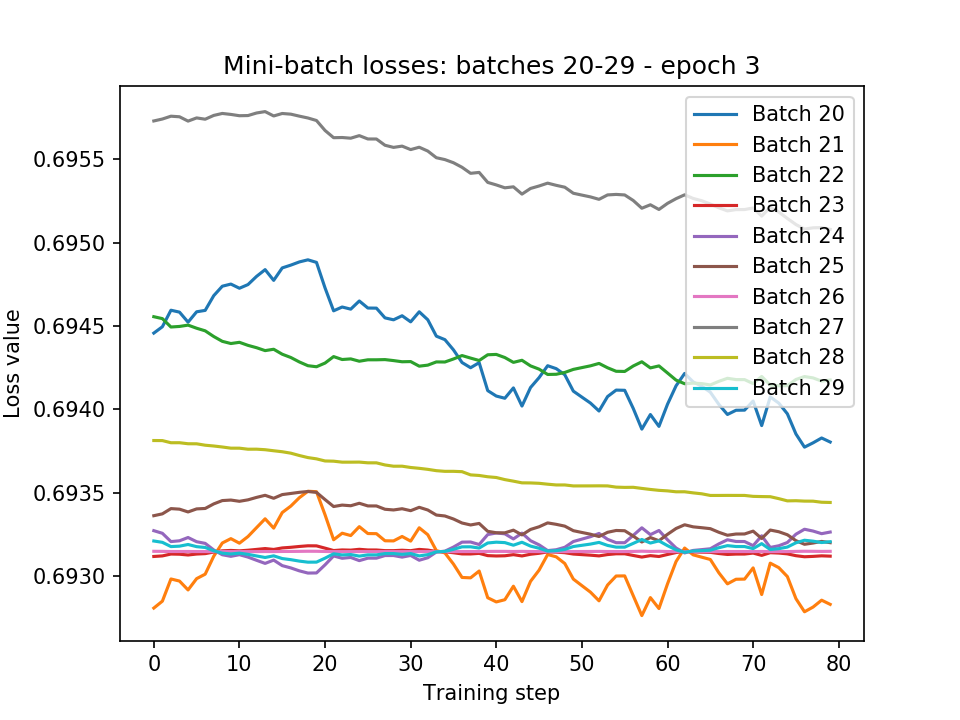 Mini-batch losses: batches 20-29 - epoch 3
Batch 20
Batch 21
Batch 22
Batch 23
Batch 24
Batch 25
Batch 26
Batch 27
Batch 28
Batch 29
0.6955
0.6950
0.6945
0.6940
0.6935
0.6930
Loss value
0 10 20 30 40 50 60 70 80
Training step